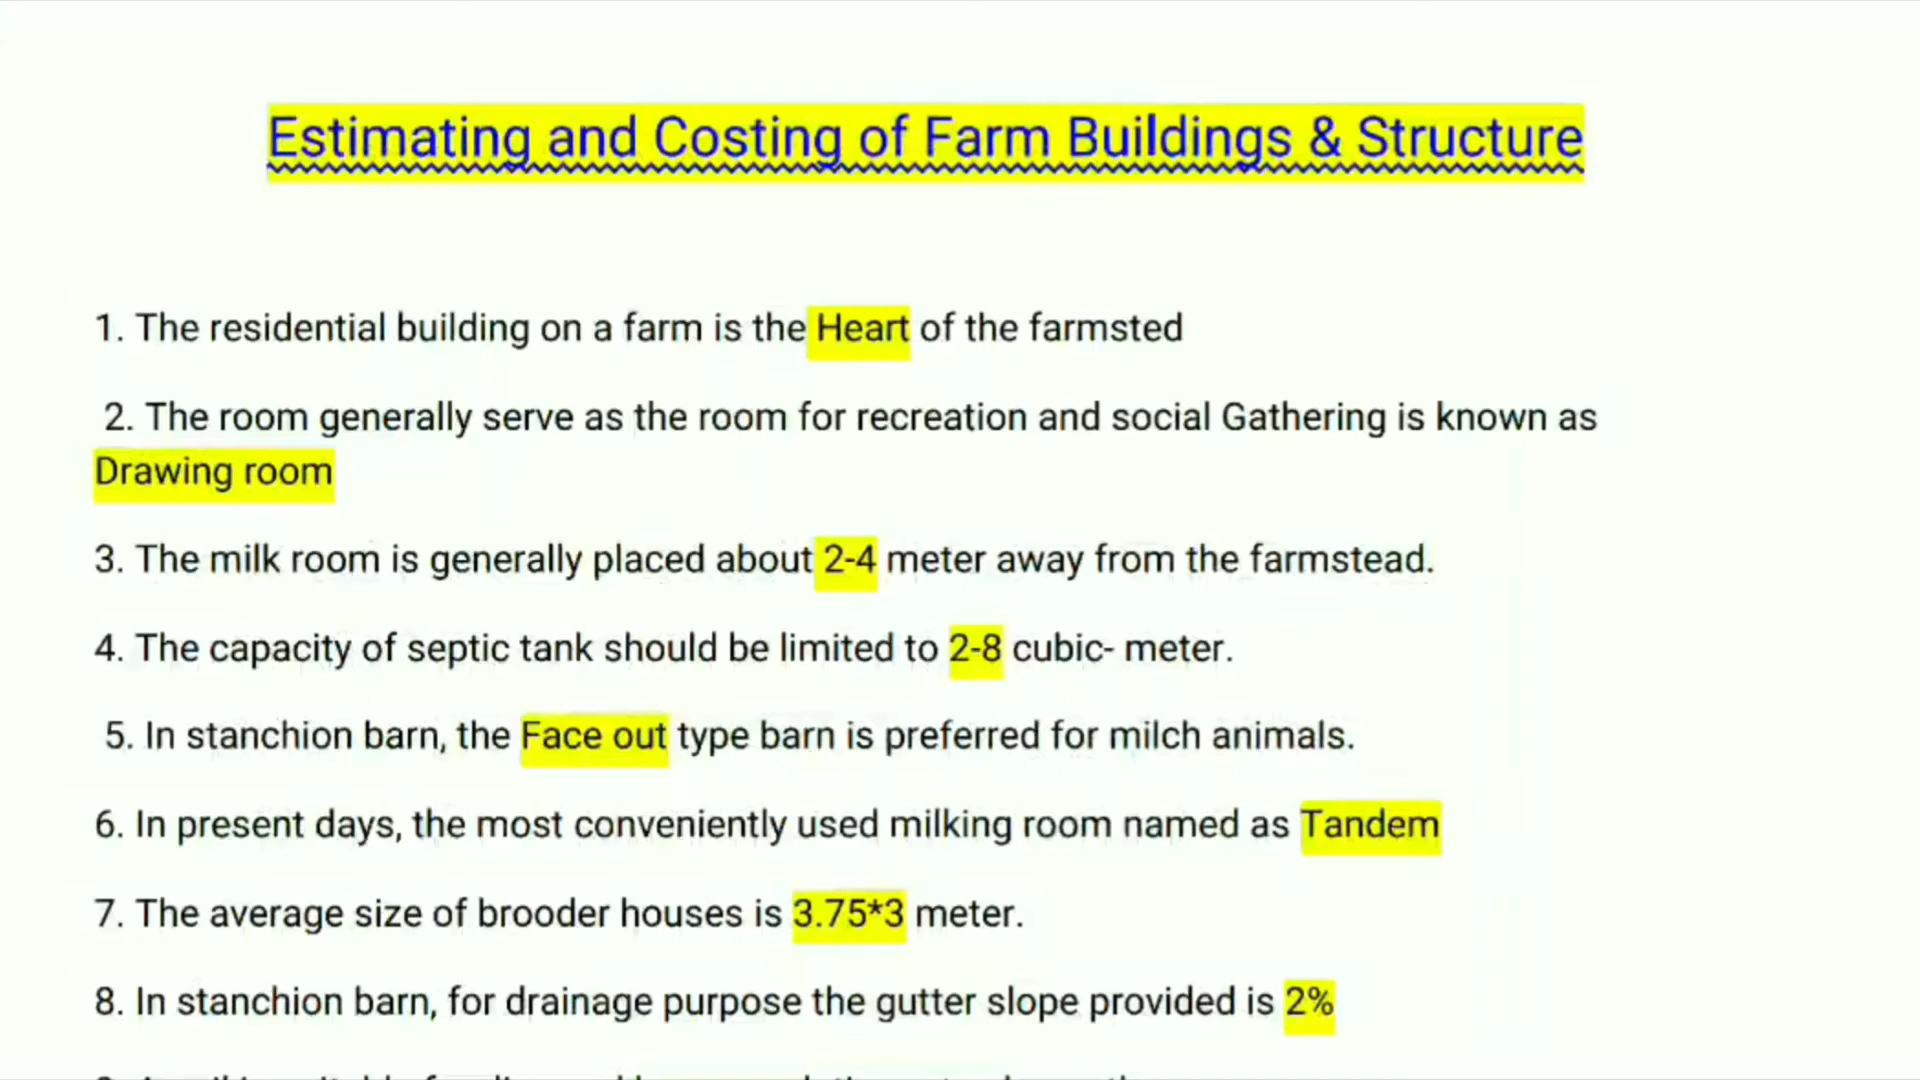 Estimating and Costing of Farm Buildings & Structure
1. The residential building on a farm is the Heart of the farmsted
2. The room generally serve as the room for recreation and social Gathering is known as
Drawing room
3. The milk room is generally placed about 2-4 meter away from the farmstead.
4. The capacity of septic tank should be limited to 2-8 cubic- meter.
5. In stanchion barn, the Face out type barn is preferred for milch animals.
6. In present days, the most conveniently used milking room named as Tandem
7. The average size of brooder houses is 3.75*3 meter.
8. In stanchion barn, for drainage purpose the gutter slope provided is 2%